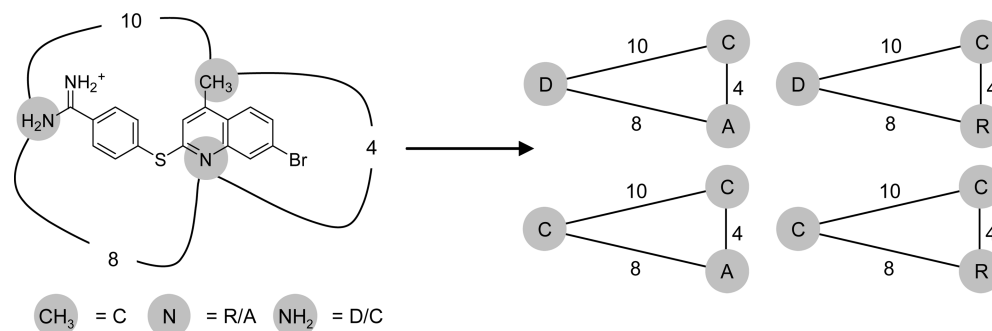 10
10 C 10 C
NH2+ CH3 D 4 D 4
H2N 8 A 8 R
4
S N Br
10 C 10 C
C 4 C 4
8 8 A 8 R
CH3 = C N = R/A NH2 = D/C